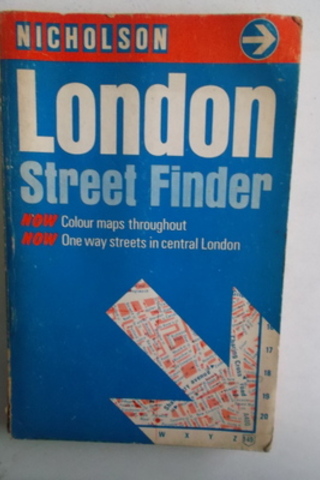 NICHOLSON
London
Street Finder
NOW Colour maps throughout
NOW One way streets in central London
17
18
19
20
W X Y Z